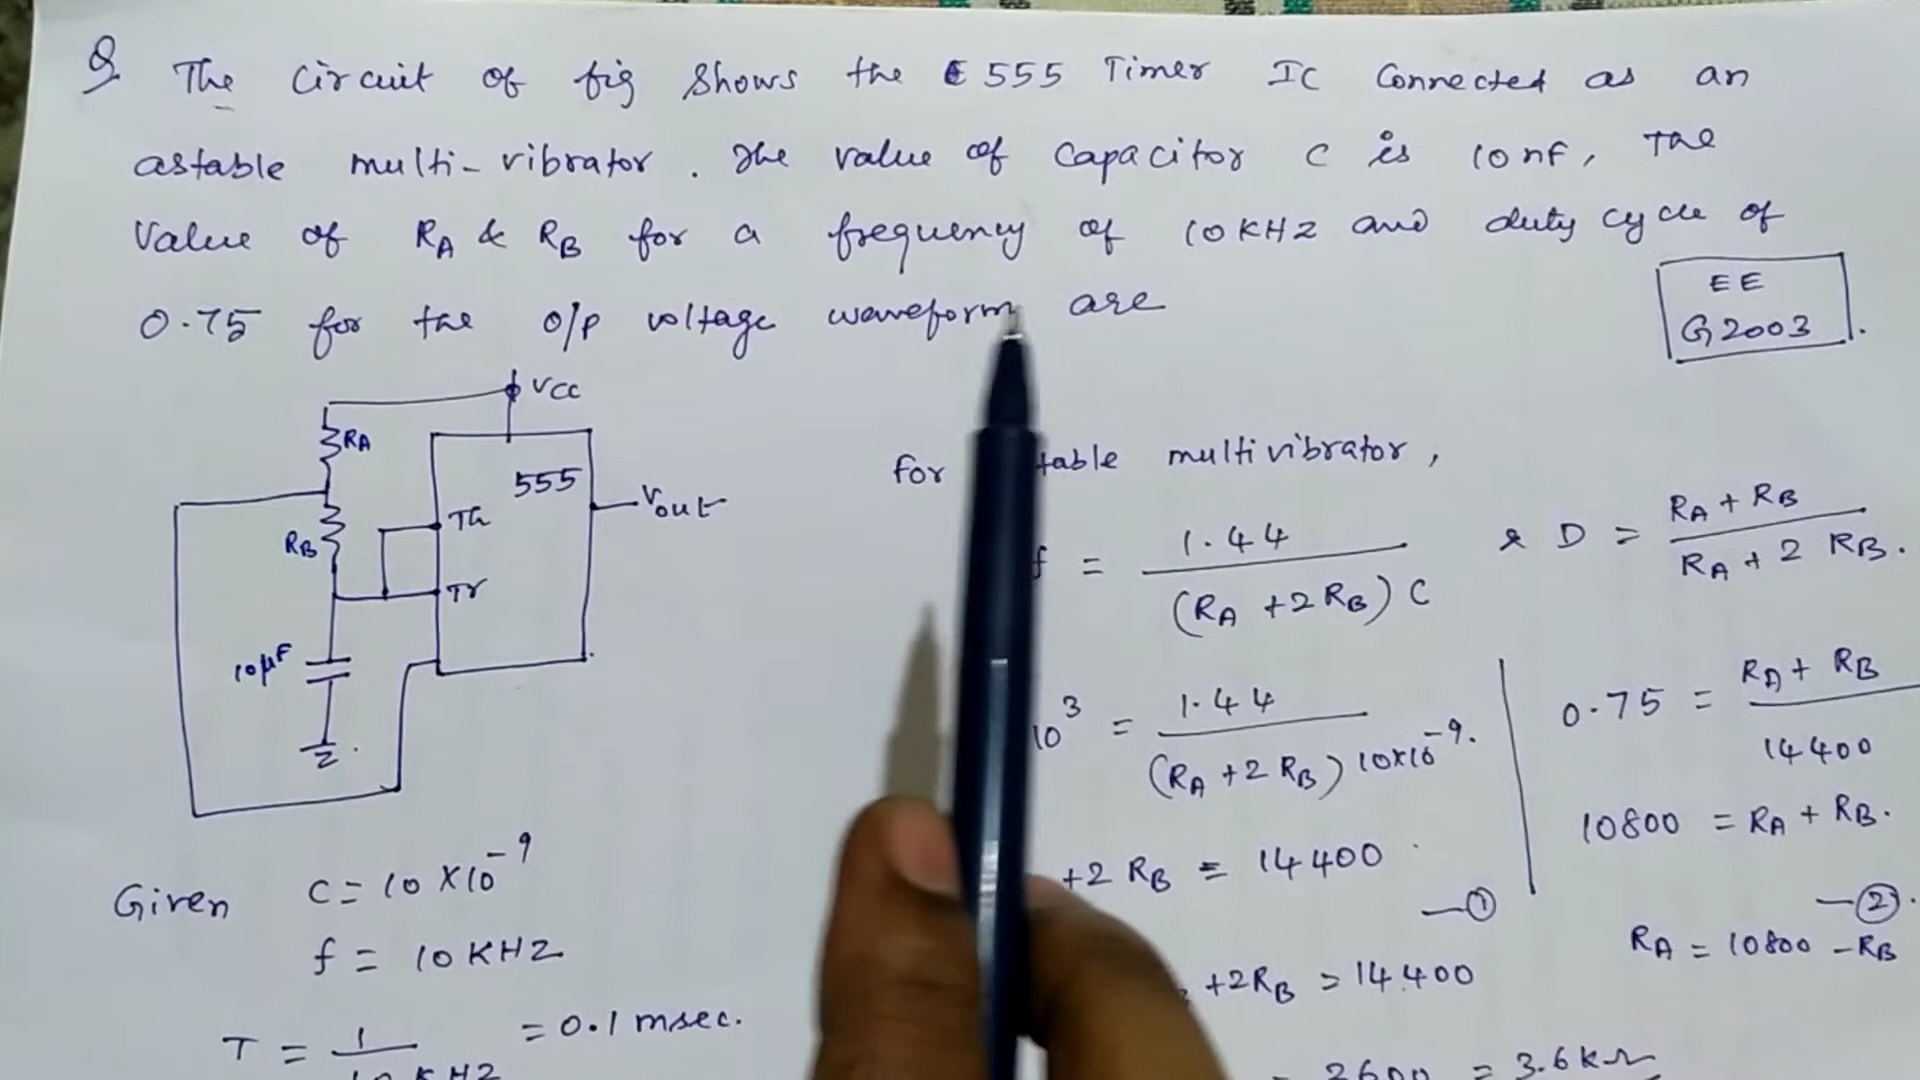 Q The circuit of fig shows the 555 Timer IC connected as an
astable multi-vibrator. The value of capacitor C is 10nF, The
Value of RA & RB for a frequency of 10KHZ and duty cycle of
0.75 for the o/p voltage waveform are
EE
G2003
VCC
RA
555
Th
Vout
RB
Tr
10µF
Given C = 10 X10^-9
f = 10KHZ
T = 1/10KHZ = 0.1 msec.
For table multivibrator,
f = 1.44/(RA +2RB) C & D = RA + RB/RA + 2 RB.
10^3 = 1.44/(RA +2 RB) 10x10^-9.
+2 RB = 14400 —①
+2RB = 14400
= 3600 = 3.6kΩ
0.75 = RA + RB/14400
10800 = RA + RB.
—②.
RA = 10800 – RB